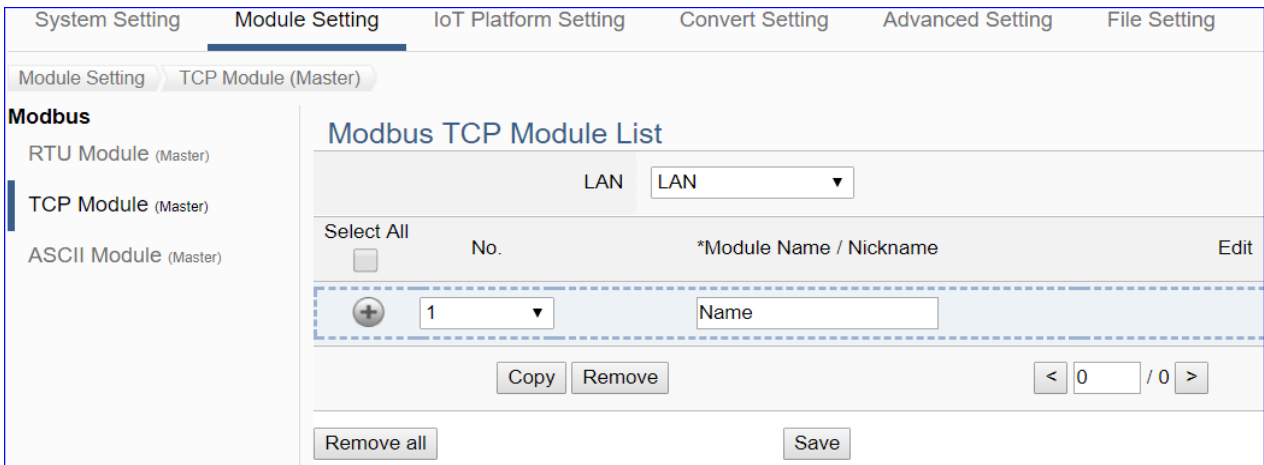 System Setting Module Setting IoT Platform Setting Convert Setting Advanced Setting File Setting
Module Setting TCP Module (Master)
Modbus
RTU Module (Master)
TCP Module (Master)
ASCII Module (Master)
Modbus TCP Module List
LAN LAN ▼
Select All No. *Module Name / Nickname Edit
1 ▼ Name
Copy Remove < 0 / 0 >
Remove all Save